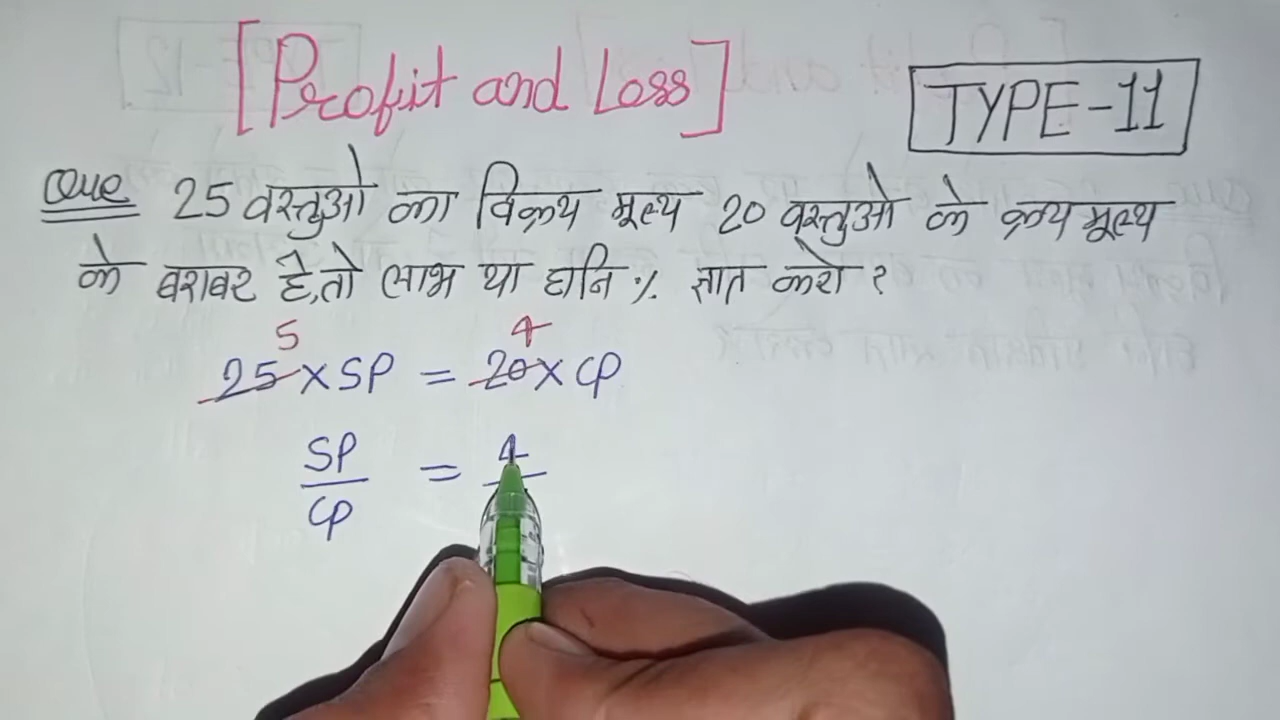 [Profit and Loss]
TYPE-11
Que 25 वस्तुओ का विक्रय मूल्य 20 वस्तुओ के क्रय मूल्य
के बराबर है, तो लाभ या हानि % ज्ञात करो ?
5 4
25 × SP = 20 × CP
SP/CP = 4